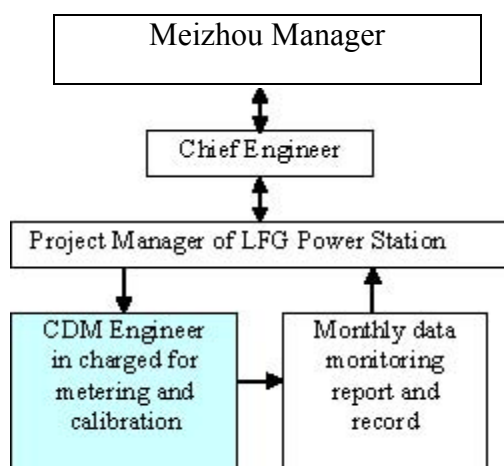 Meizhou Manager
Chief Engineer
Project Manager of LFG Power Station
CDM Engineer
in charged for
metering and
calibration
Monthly data
monitoring
report and
record